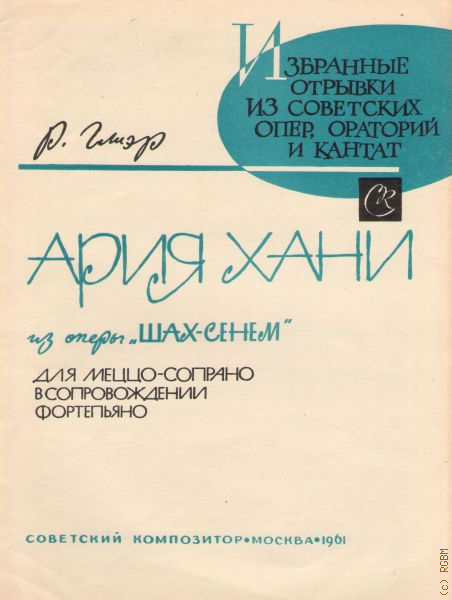 Избранные
отрывки
из советских
опер, ораторий
и кантат
Р. Глиэр
СК
Ария Хани
из оперы „Шах-Сенем"
для меццо-сопрано
в сопровождении
фортепьяно
СОВЕТСКИЙ КОМПОЗИТОР • МОСКВА • 1961
(c) RGBM